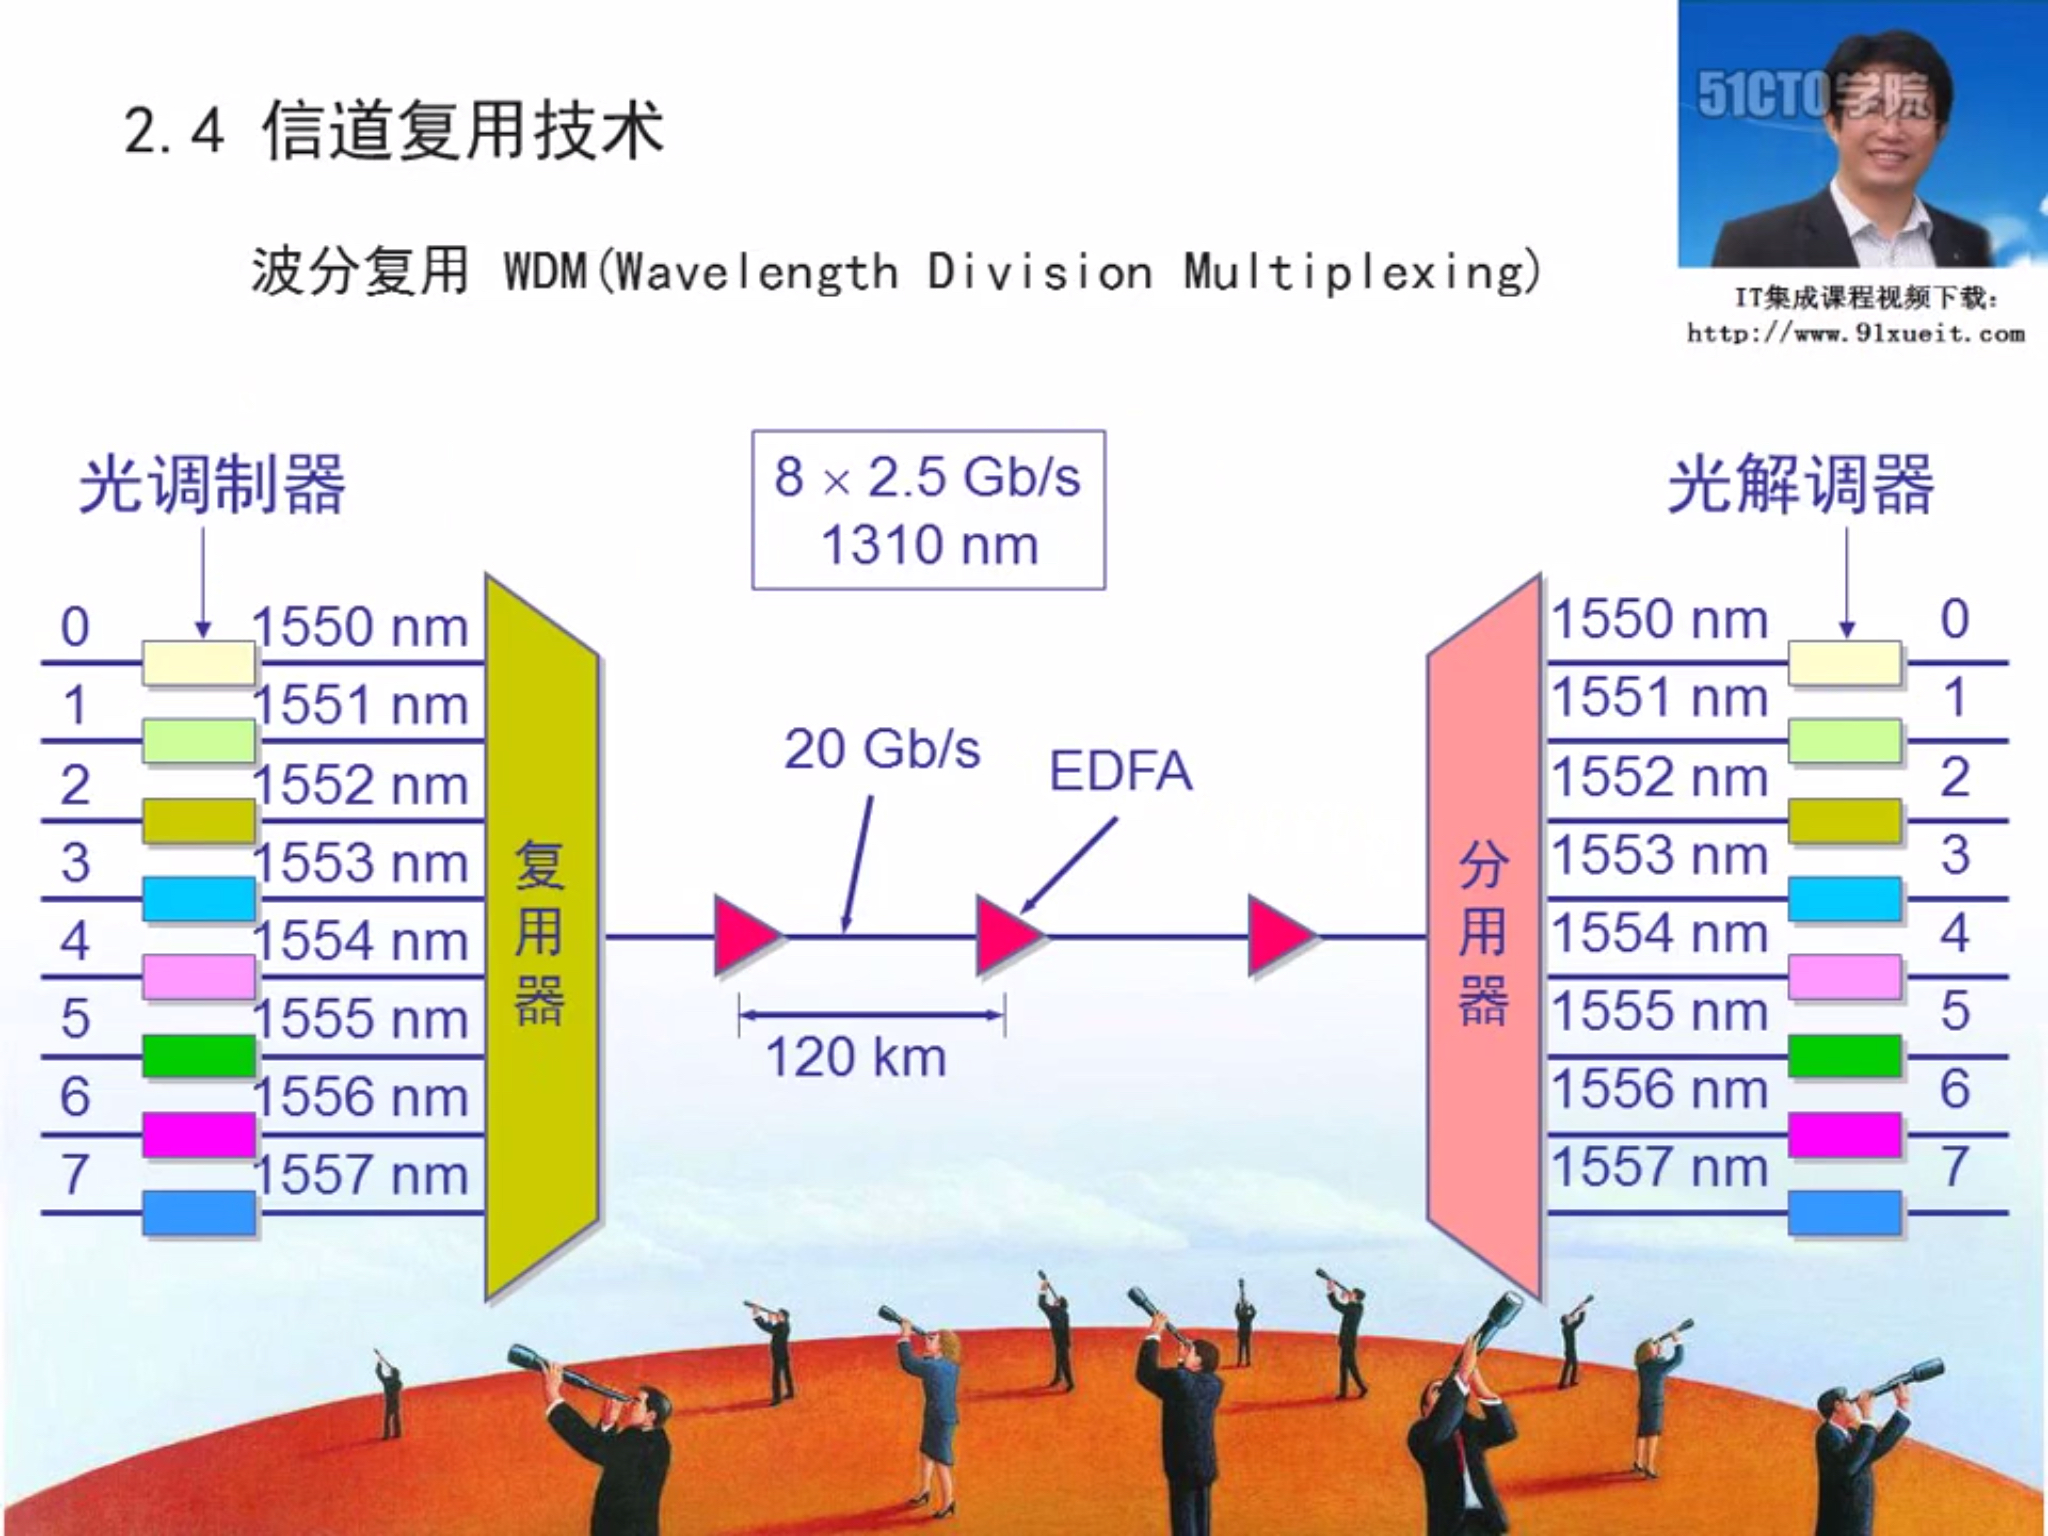 51CTO学院
2.4 信道复用技术
波分复用 WDM(Wavelength Division Multiplexing)
IT集成课程视频下载：
http://www.91xueit.com
光调制器
8 × 2.5 Gb/s
1310 nm
光解调器
0
1550 nm
1
1551 nm
2
1552 nm
3
1553 nm
4
1554 nm
5
1555 nm
6
1556 nm
7
1557 nm
复用器
20 Gb/s
EDFA
120 km
分用器
1550 nm
0
1551 nm
1
1552 nm
2
1553 nm
3
1554 nm
4
1555 nm
5
1556 nm
6
1557 nm
7